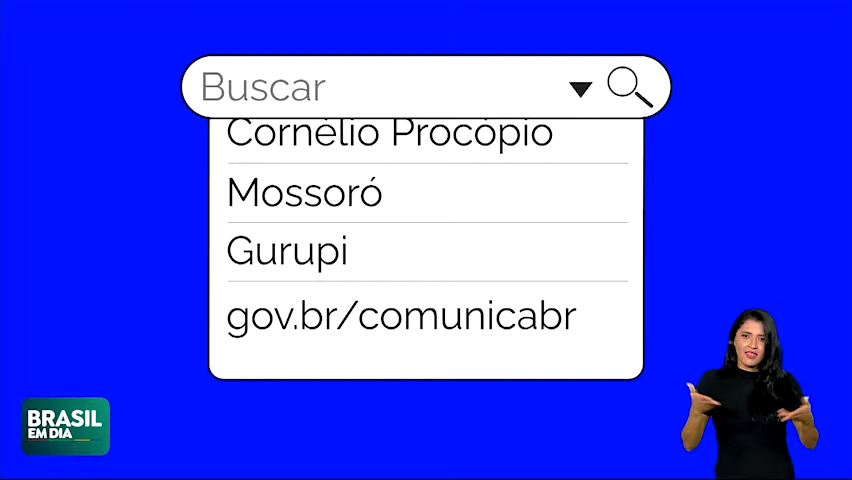 Buscar
Cornélio Procópio
Mossoró
Gurupi
gov.br/comunicabr
BRASIL
EM DIA